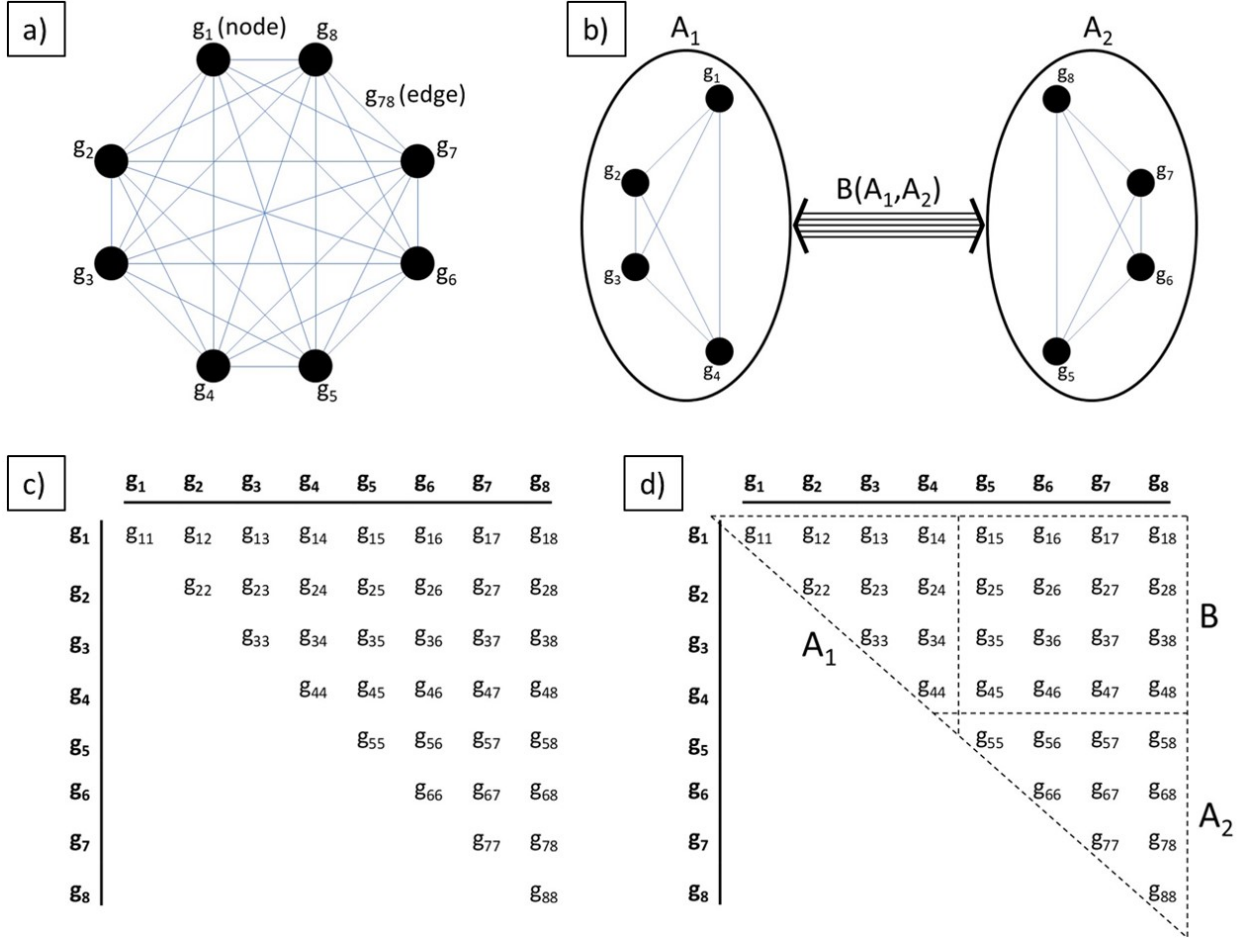 a)
g1 (node)
g8
g78 (edge)
g2
g7
g3
g6
g4
g5
b)
A1
A2
g1
g8
g2
g7
B(A1,A2)
g3
g6
g4
g5
c)
g1 g2 g3 g4 g5 g6 g7 g8
g1 g11 g12 g13 g14 g15 g16 g17 g18
g2 g22 g23 g24 g25 g26 g27 g28
g3 g33 g34 g35 g36 g37 g38
g4 g44 g45 g46 g47 g48
g5 g55 g56 g57 g58
g6 g66 g67 g68
g7 g77 g78
g8 g88
d)
g1 g2 g3 g4 g5 g6 g7 g8
g1 g11 g12 g13 g14 g15 g16 g17 g18
g2 g22 g23 g24 g25 g26 g27 g28
B
g3 g33 g34 g35 g36 g37 g38
A1
g4 g44 g45 g46 g47 g48
g5 g55 g56 g57 g58
g6 g66 g67 g68
A2
g7 g77 g78
g8 g88